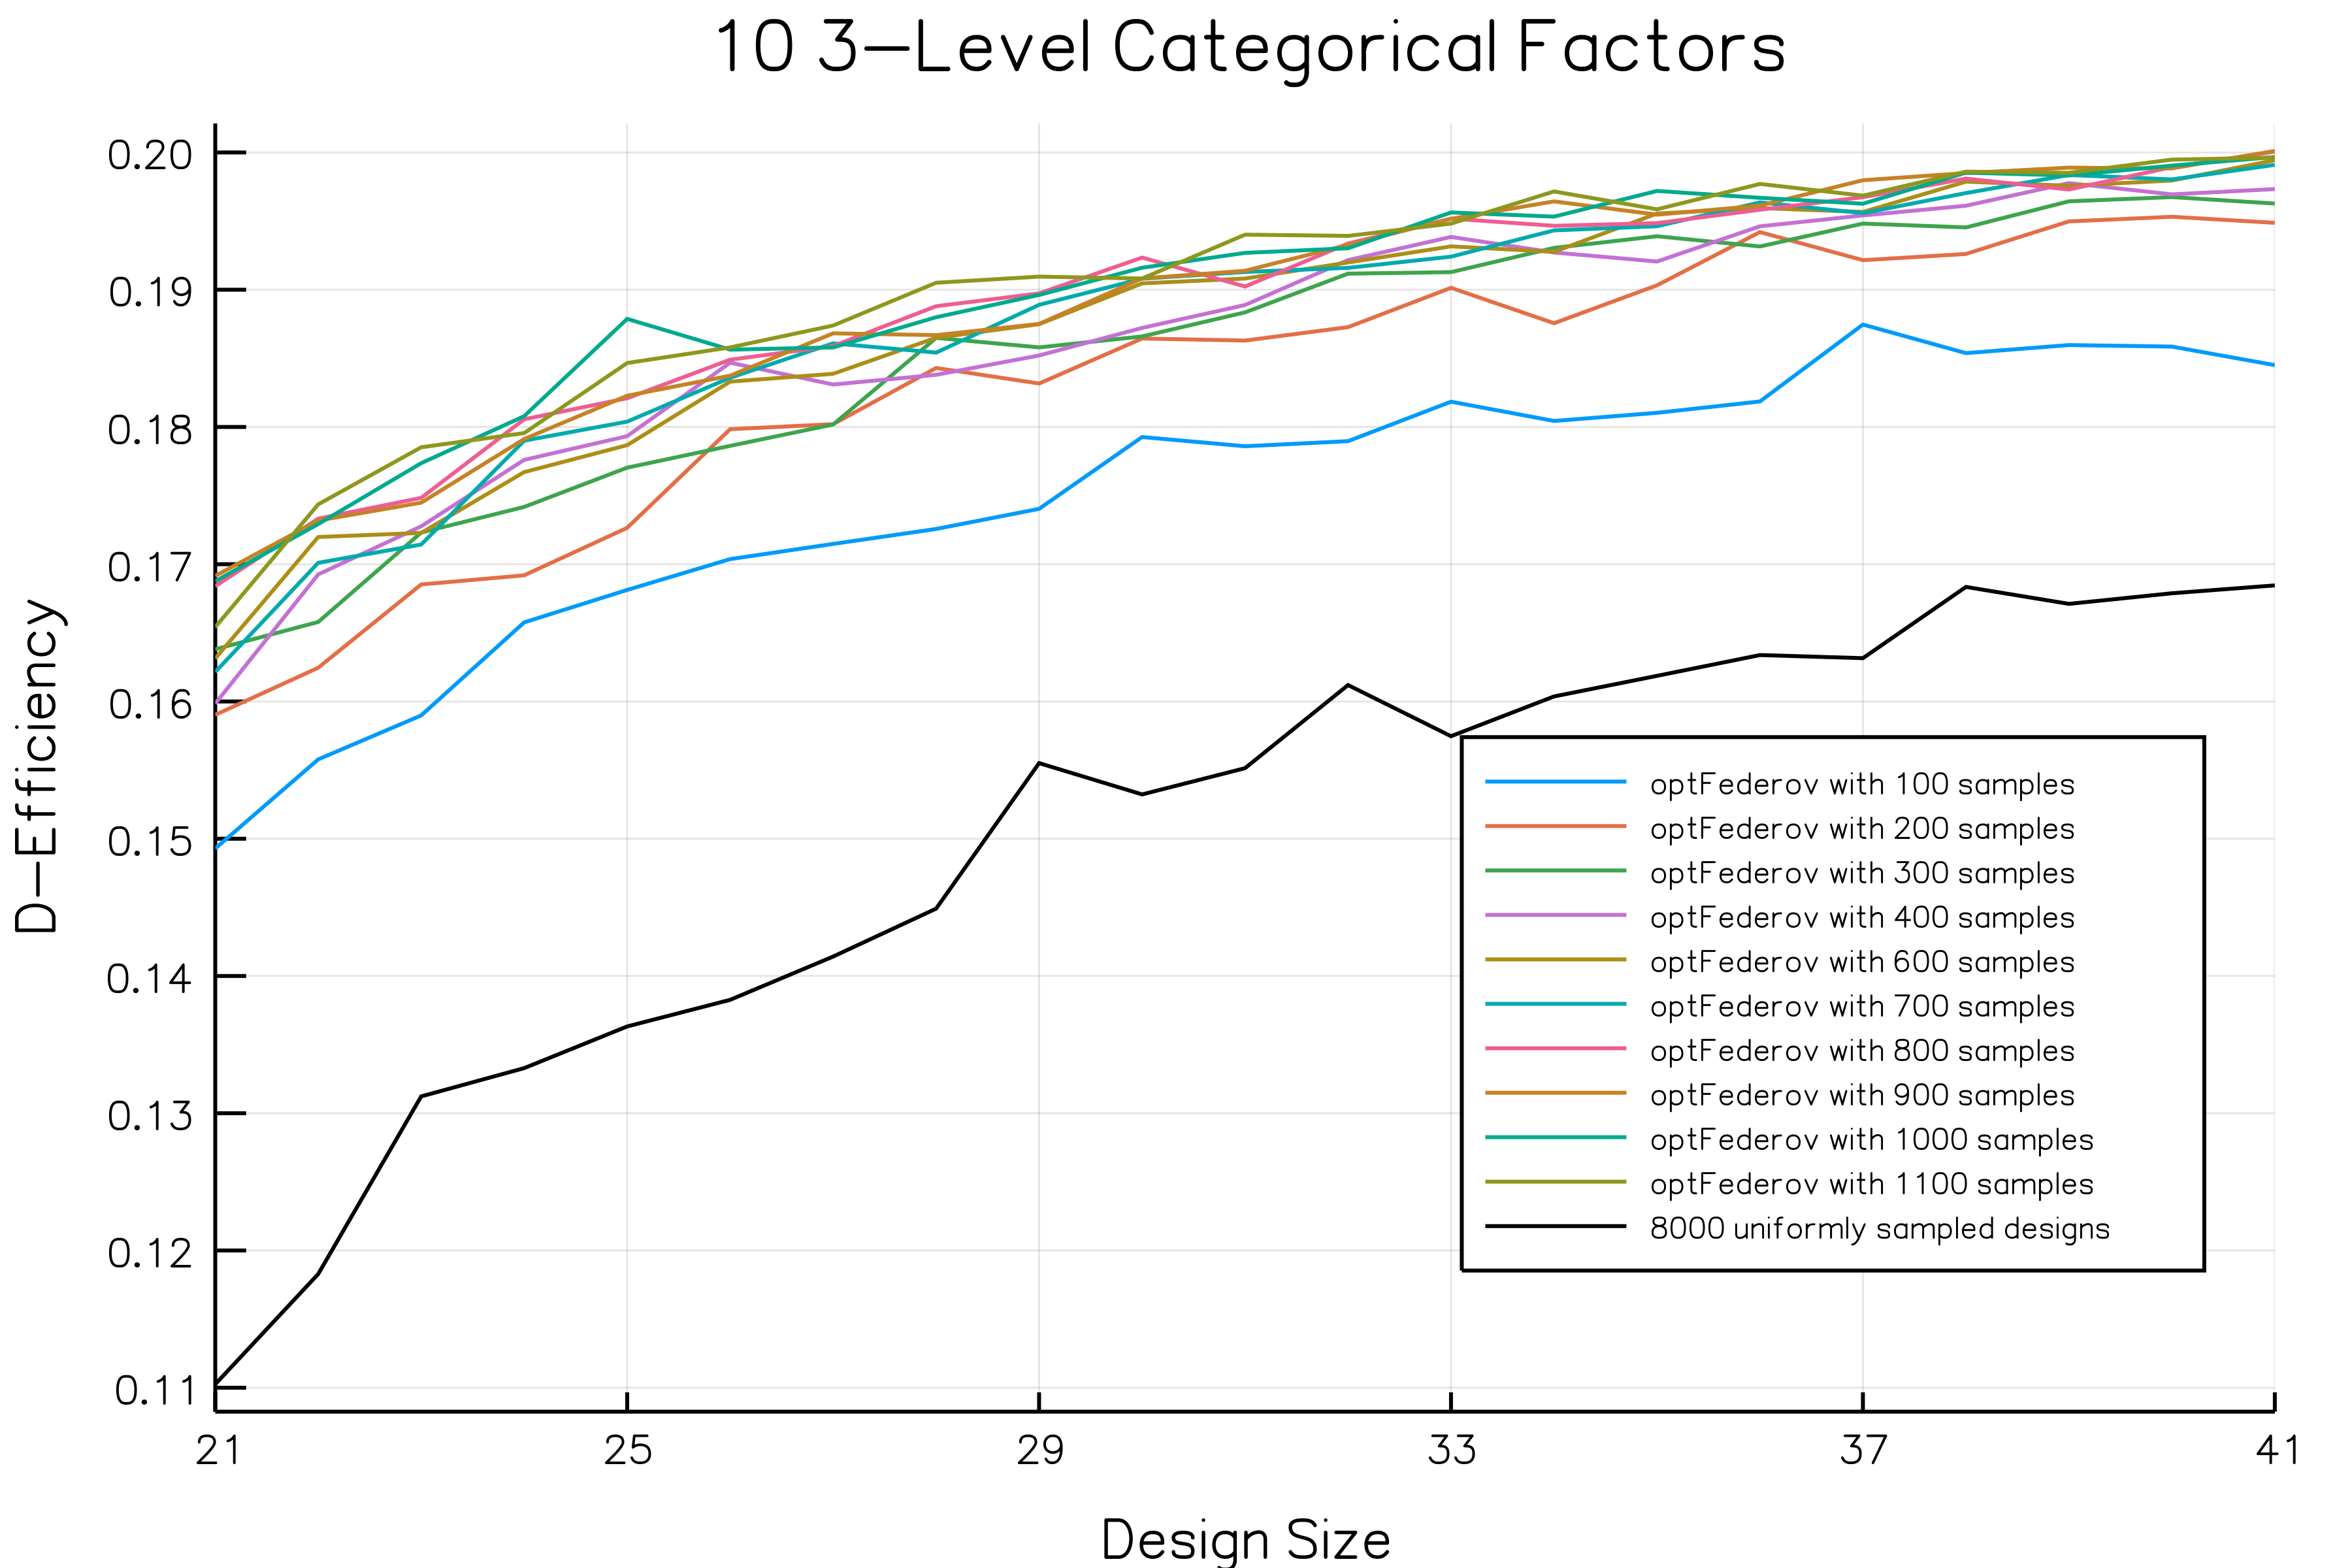 10 3-Level Categorical Factors
D-Efficiency
0.20
0.19
0.18
0.17
0.16
0.15
0.14
0.13
0.12
0.11
optFederov with 100 samples
optFederov with 200 samples
optFederov with 300 samples
optFederov with 400 samples
optFederov with 600 samples
optFederov with 700 samples
optFederov with 800 samples
optFederov with 900 samples
optFederov with 1000 samples
optFederov with 1100 samples
8000 uniformly sampled designs
21 25 29 33 37 41
Design Size